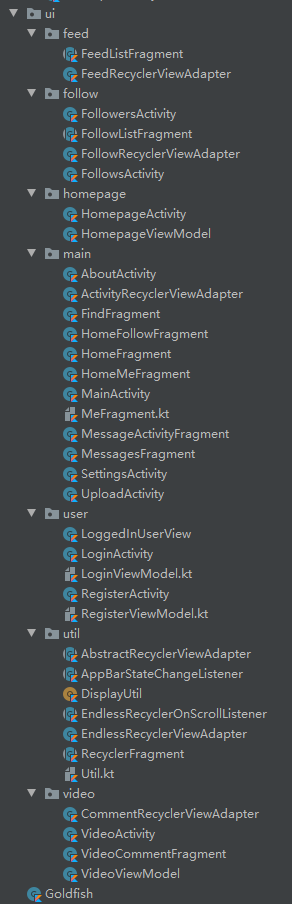 ui
feed
FeedListFragment
FeedRecyclerViewAdapter
follow
FollowersActivity
FollowListFragment
FollowRecyclerViewAdapter
FollowsActivity
homepage
HomepageActivity
HomepageViewModel
main
AboutActivity
ActivityRecyclerViewAdapter
FindFragment
HomeFollowFragment
HomeFragment
HomeMeFragment
MainActivity
MeFragment.kt
MessageActivityFragment
MessagesFragment
SettingsActivity
UploadActivity
user
LoggedInUserView
LoginActivity
LoginViewModel.kt
RegisterActivity
RegisterViewModel.kt
util
AbstractRecyclerViewAdapter
AppBarStateChangeListener
DisplayUtil
EndlessRecyclerOnScrollListener
EndlessRecyclerViewAdapter
RecyclerFragment
Util.kt
video
CommentRecyclerViewAdapter
VideoActivity
VideoCommentFragment
VideoViewModel
Goldfish